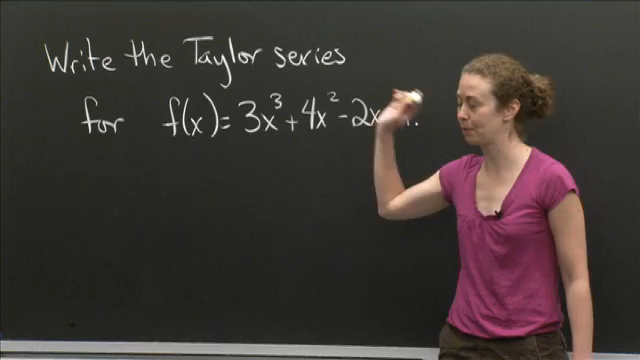 Write the Taylor series
for f(x) = 3x³ + 4x² - 2x